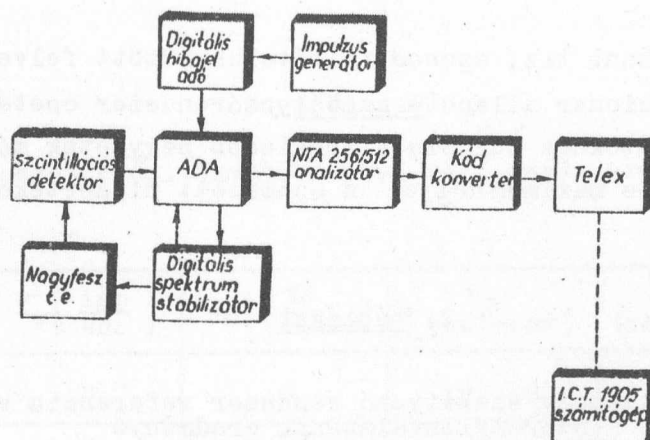 Digitális
hibajel
adó
Impulzus
generátor
Szcintillációs
detektor
ADA
NTA 256/512
analizátor
Kód
konverter
Telex
Nagyfesz
t.e.
Digitális
spektrum
stabilizátor
I.C.T. 1905
számítógép